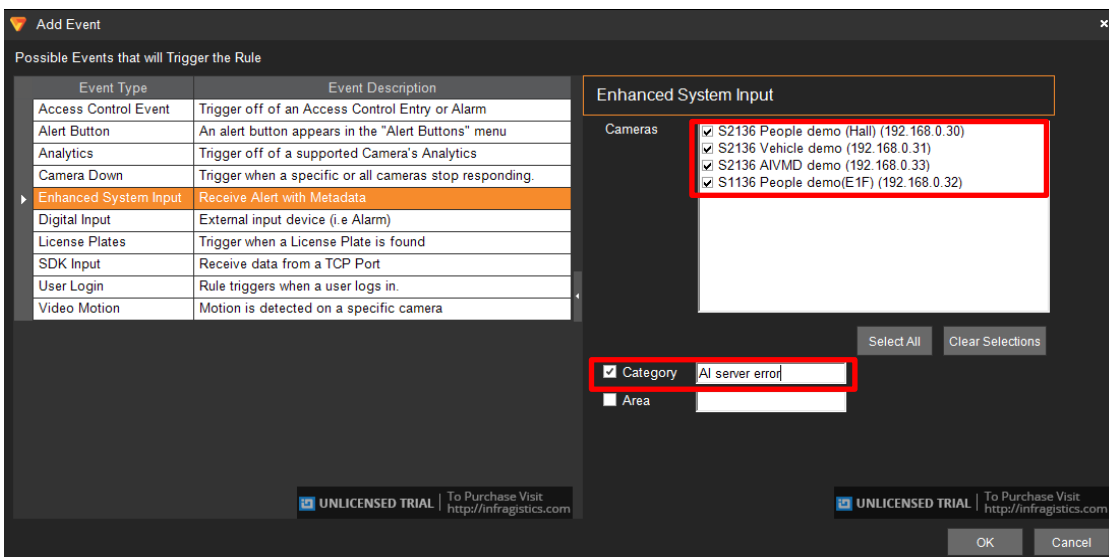 Add Event
Possible Events that will Trigger the Rule
Event Type Event Description
Access Control Event Trigger off of an Access Control Entry or Alarm
Alert Button An alert button appears in the "Alert Buttons" menu
Analytics Trigger off of a supported Camera's Analytics
Camera Down Trigger when a specific or all cameras stop responding.
Enhanced System Input Receive Alert with Metadata
Digital Input External input device (i.e Alarm)
License Plates Trigger when a License Plate is found
SDK Input Receive data from a TCP Port
User Login Rule triggers when a user logs in.
Video Motion Motion is detected on a specific camera
UNLICENSED TRIAL To Purchase Visit
http://infragistics.com
Enhanced System Input
Cameras S2136 People demo (Hall) (192.168.0.30)
S2136 Vehicle demo (192.168.0.31)
S2136 AIVMD demo (192.168.0.33)
S1136 People demo(E1F) (192.168.0.32)
Select All Clear Selections
Category AI server error
Area
UNLICENSED TRIAL To Purchase Visit
http://infragistics.com
OK Cancel